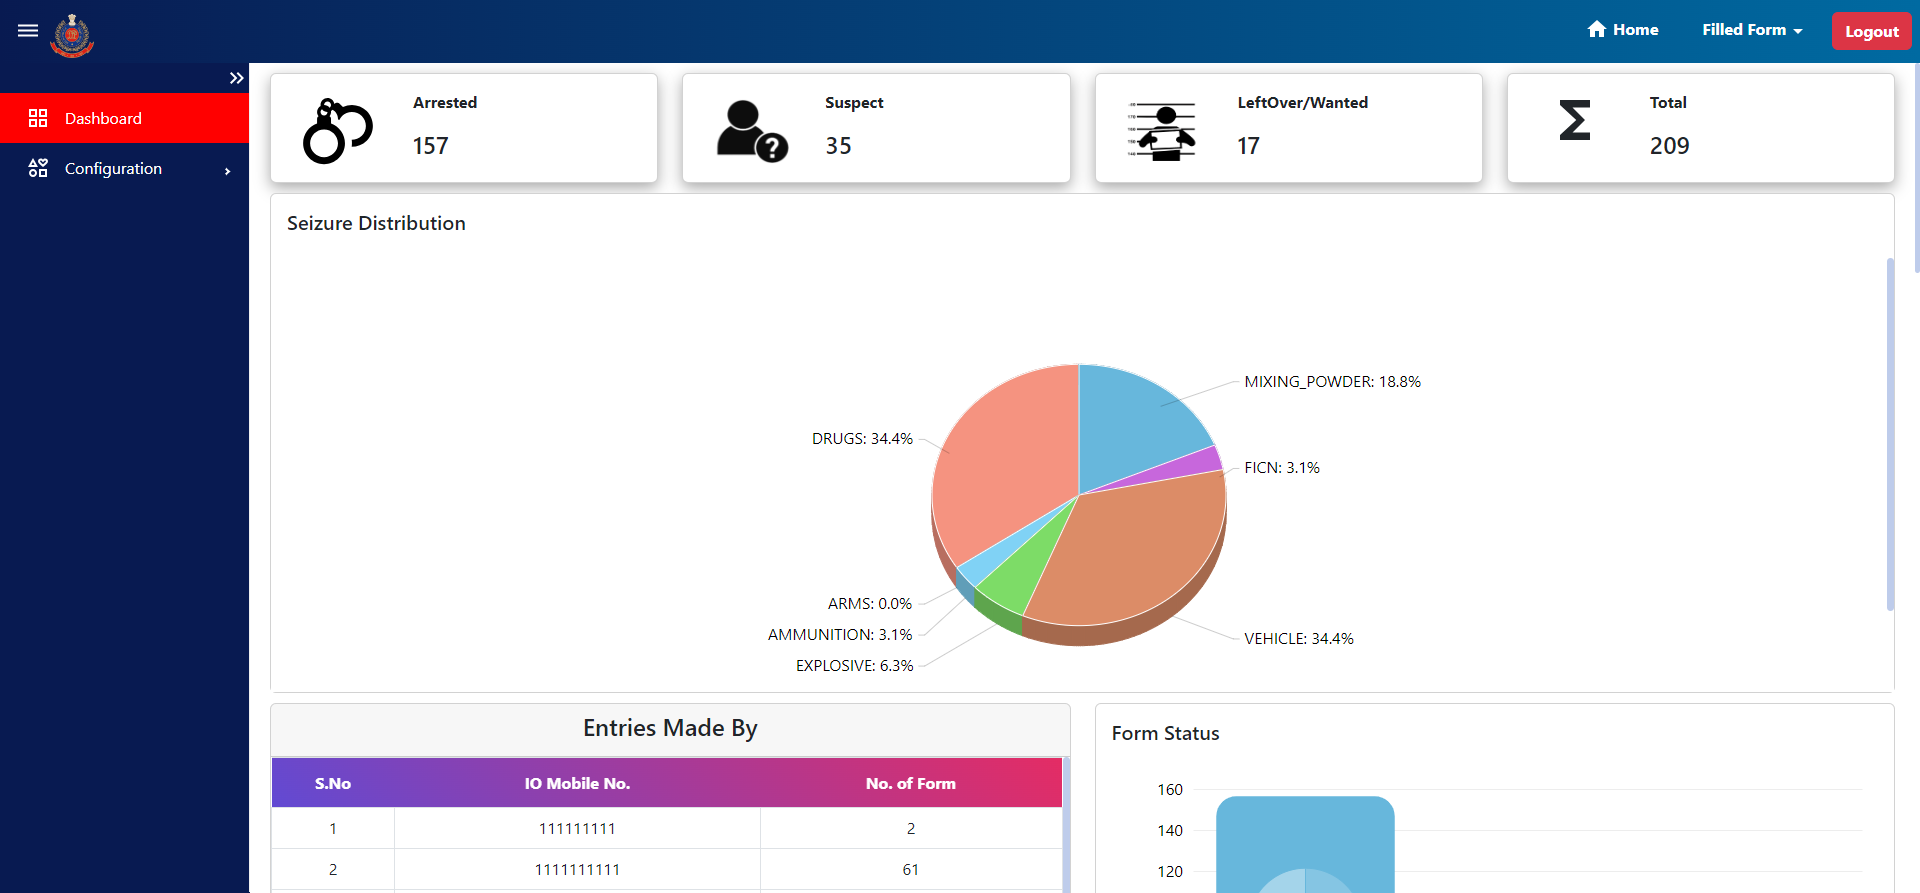 Home
Filled Form
Logout
Dashboard
Configuration
Arrested
157
Suspect
35
LeftOver/Wanted
17
Total
209
Seizure Distribution
MIXING_POWDER: 18.8%
DRUGS: 34.4%
FICN: 3.1%
ARMS: 0.0%
AMMUNITION: 3.1%
VEHICLE: 34.4%
EXPLOSIVE: 6.3%
Entries Made By
S.No IO Mobile No. No. of Form
1 111111111 2
2 1111111111 61
Form Status
160
140
120